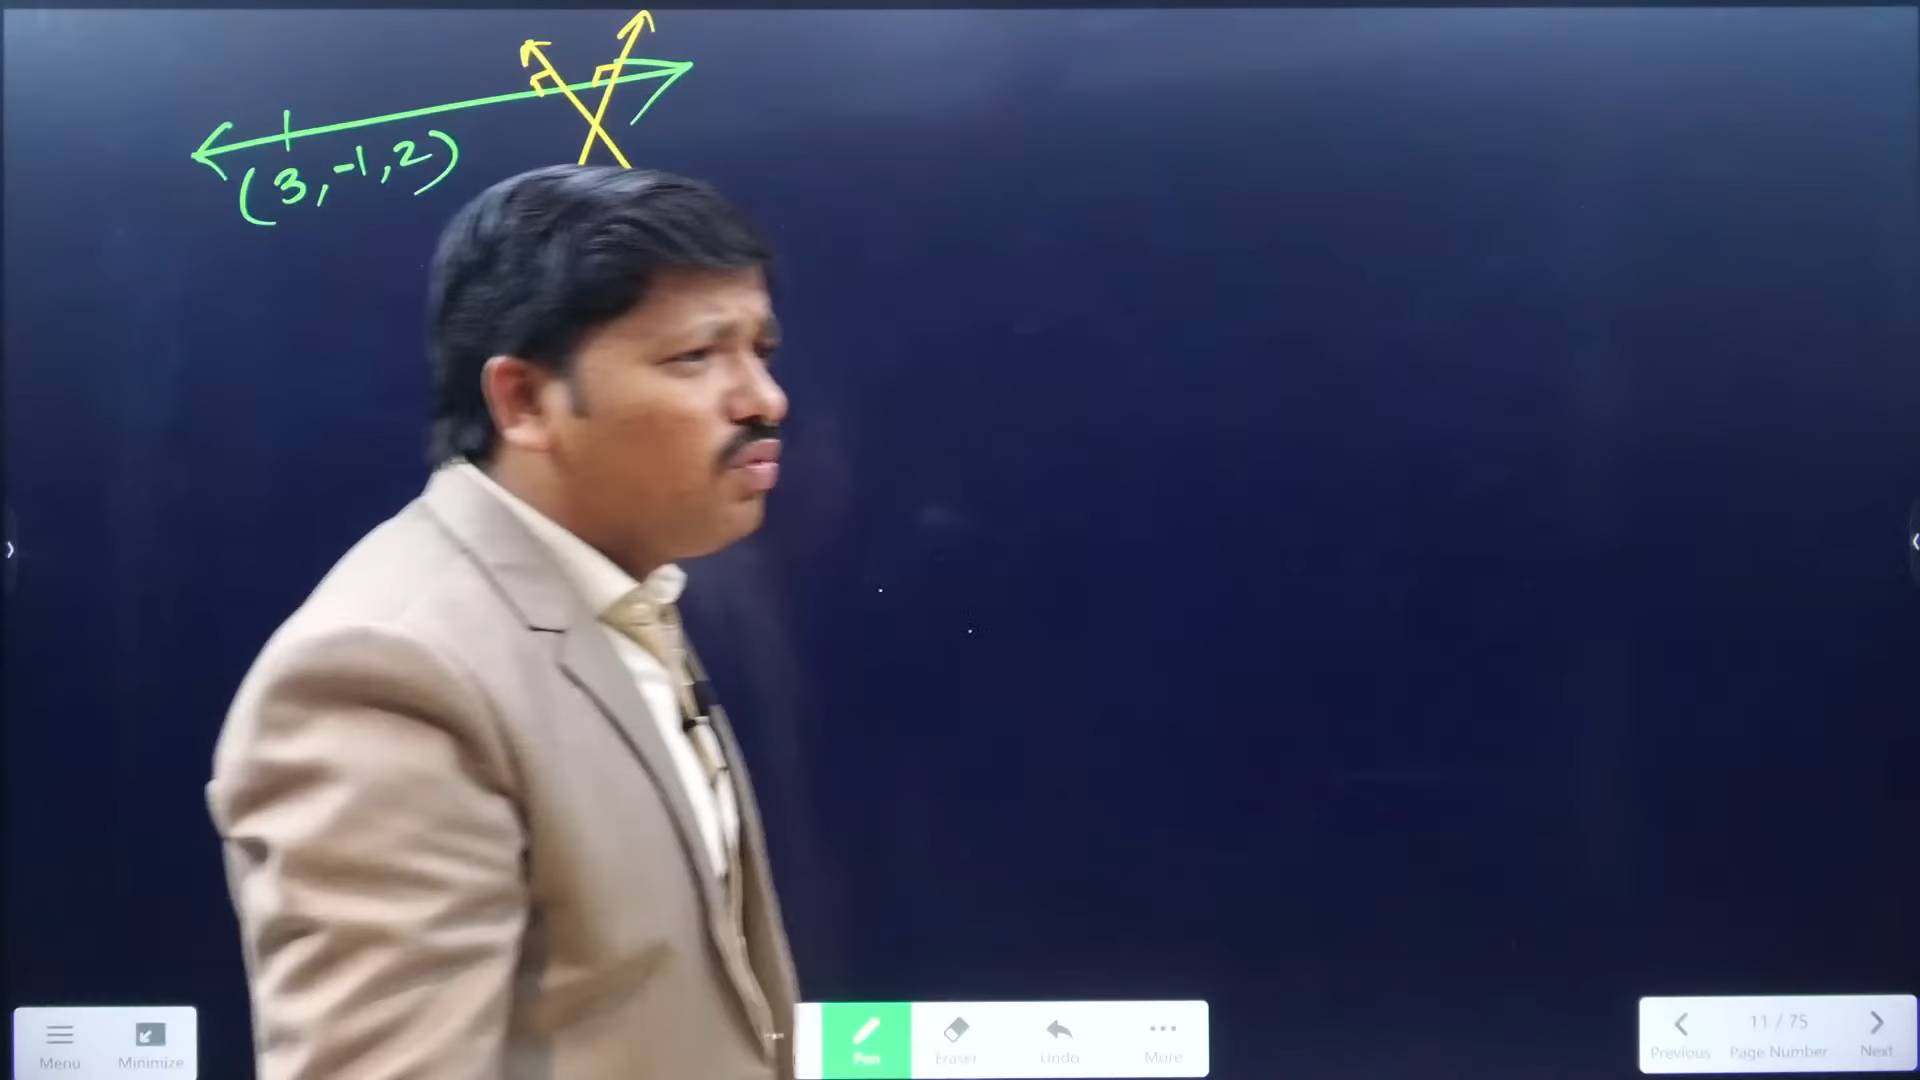 (3,-1,2)
Menu
Minimize
Pen
Eraser
Undo
More
11 / 75
Previous
Page Number
Next